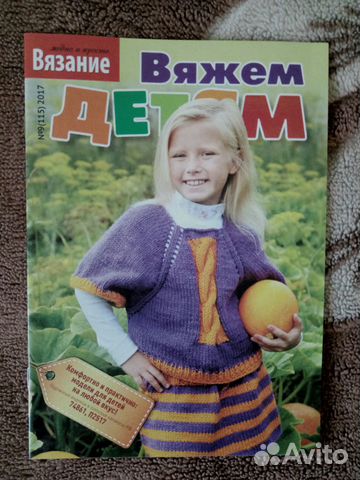 модно и просто
Вязание
Вяжем
ДЕТЯМ
№9(115) 2017
Комфортно и практично:
модели для детей
на любой вкус!
74861, П2517
Avito